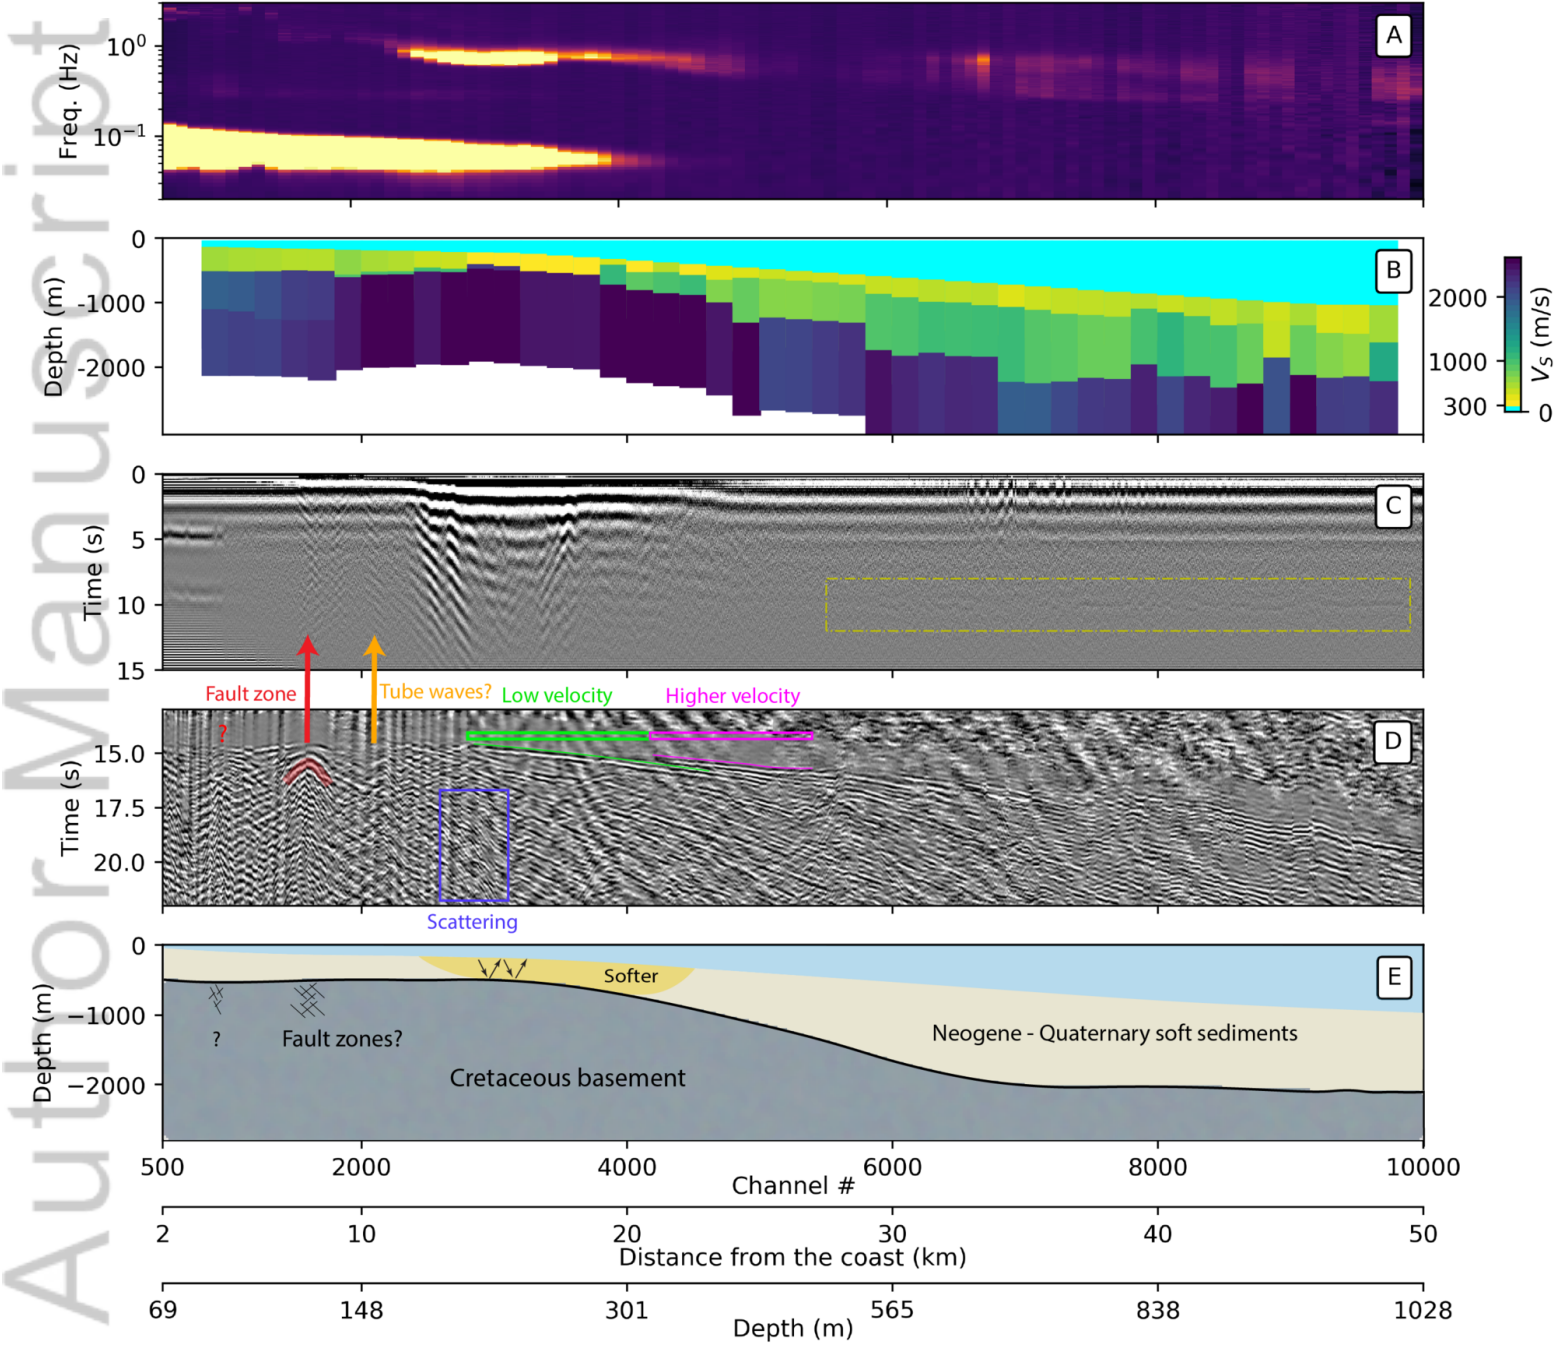 Author Manuscript
A
Freq. (Hz)
10⁰
10⁻¹
B
Depth (m)
0
-1000
-2000
2000
1000
300
0
Vs (m/s)
C
Time (s)
0
5
10
15
Fault zone
Tube waves?
Low velocity
Higher velocity
D
?
Time (s)
15.0
17.5
20.0
Scattering
E
Depth (m)
0
−1000
−2000
Softer
Neogene - Quaternary soft sediments
? Fault zones?
Cretaceous basement
500 2000 4000 6000 8000 10000
Channel #
2 10 20 30 40 50
Distance from the coast (km)
69 148 301 565 838 1028
Depth (m)